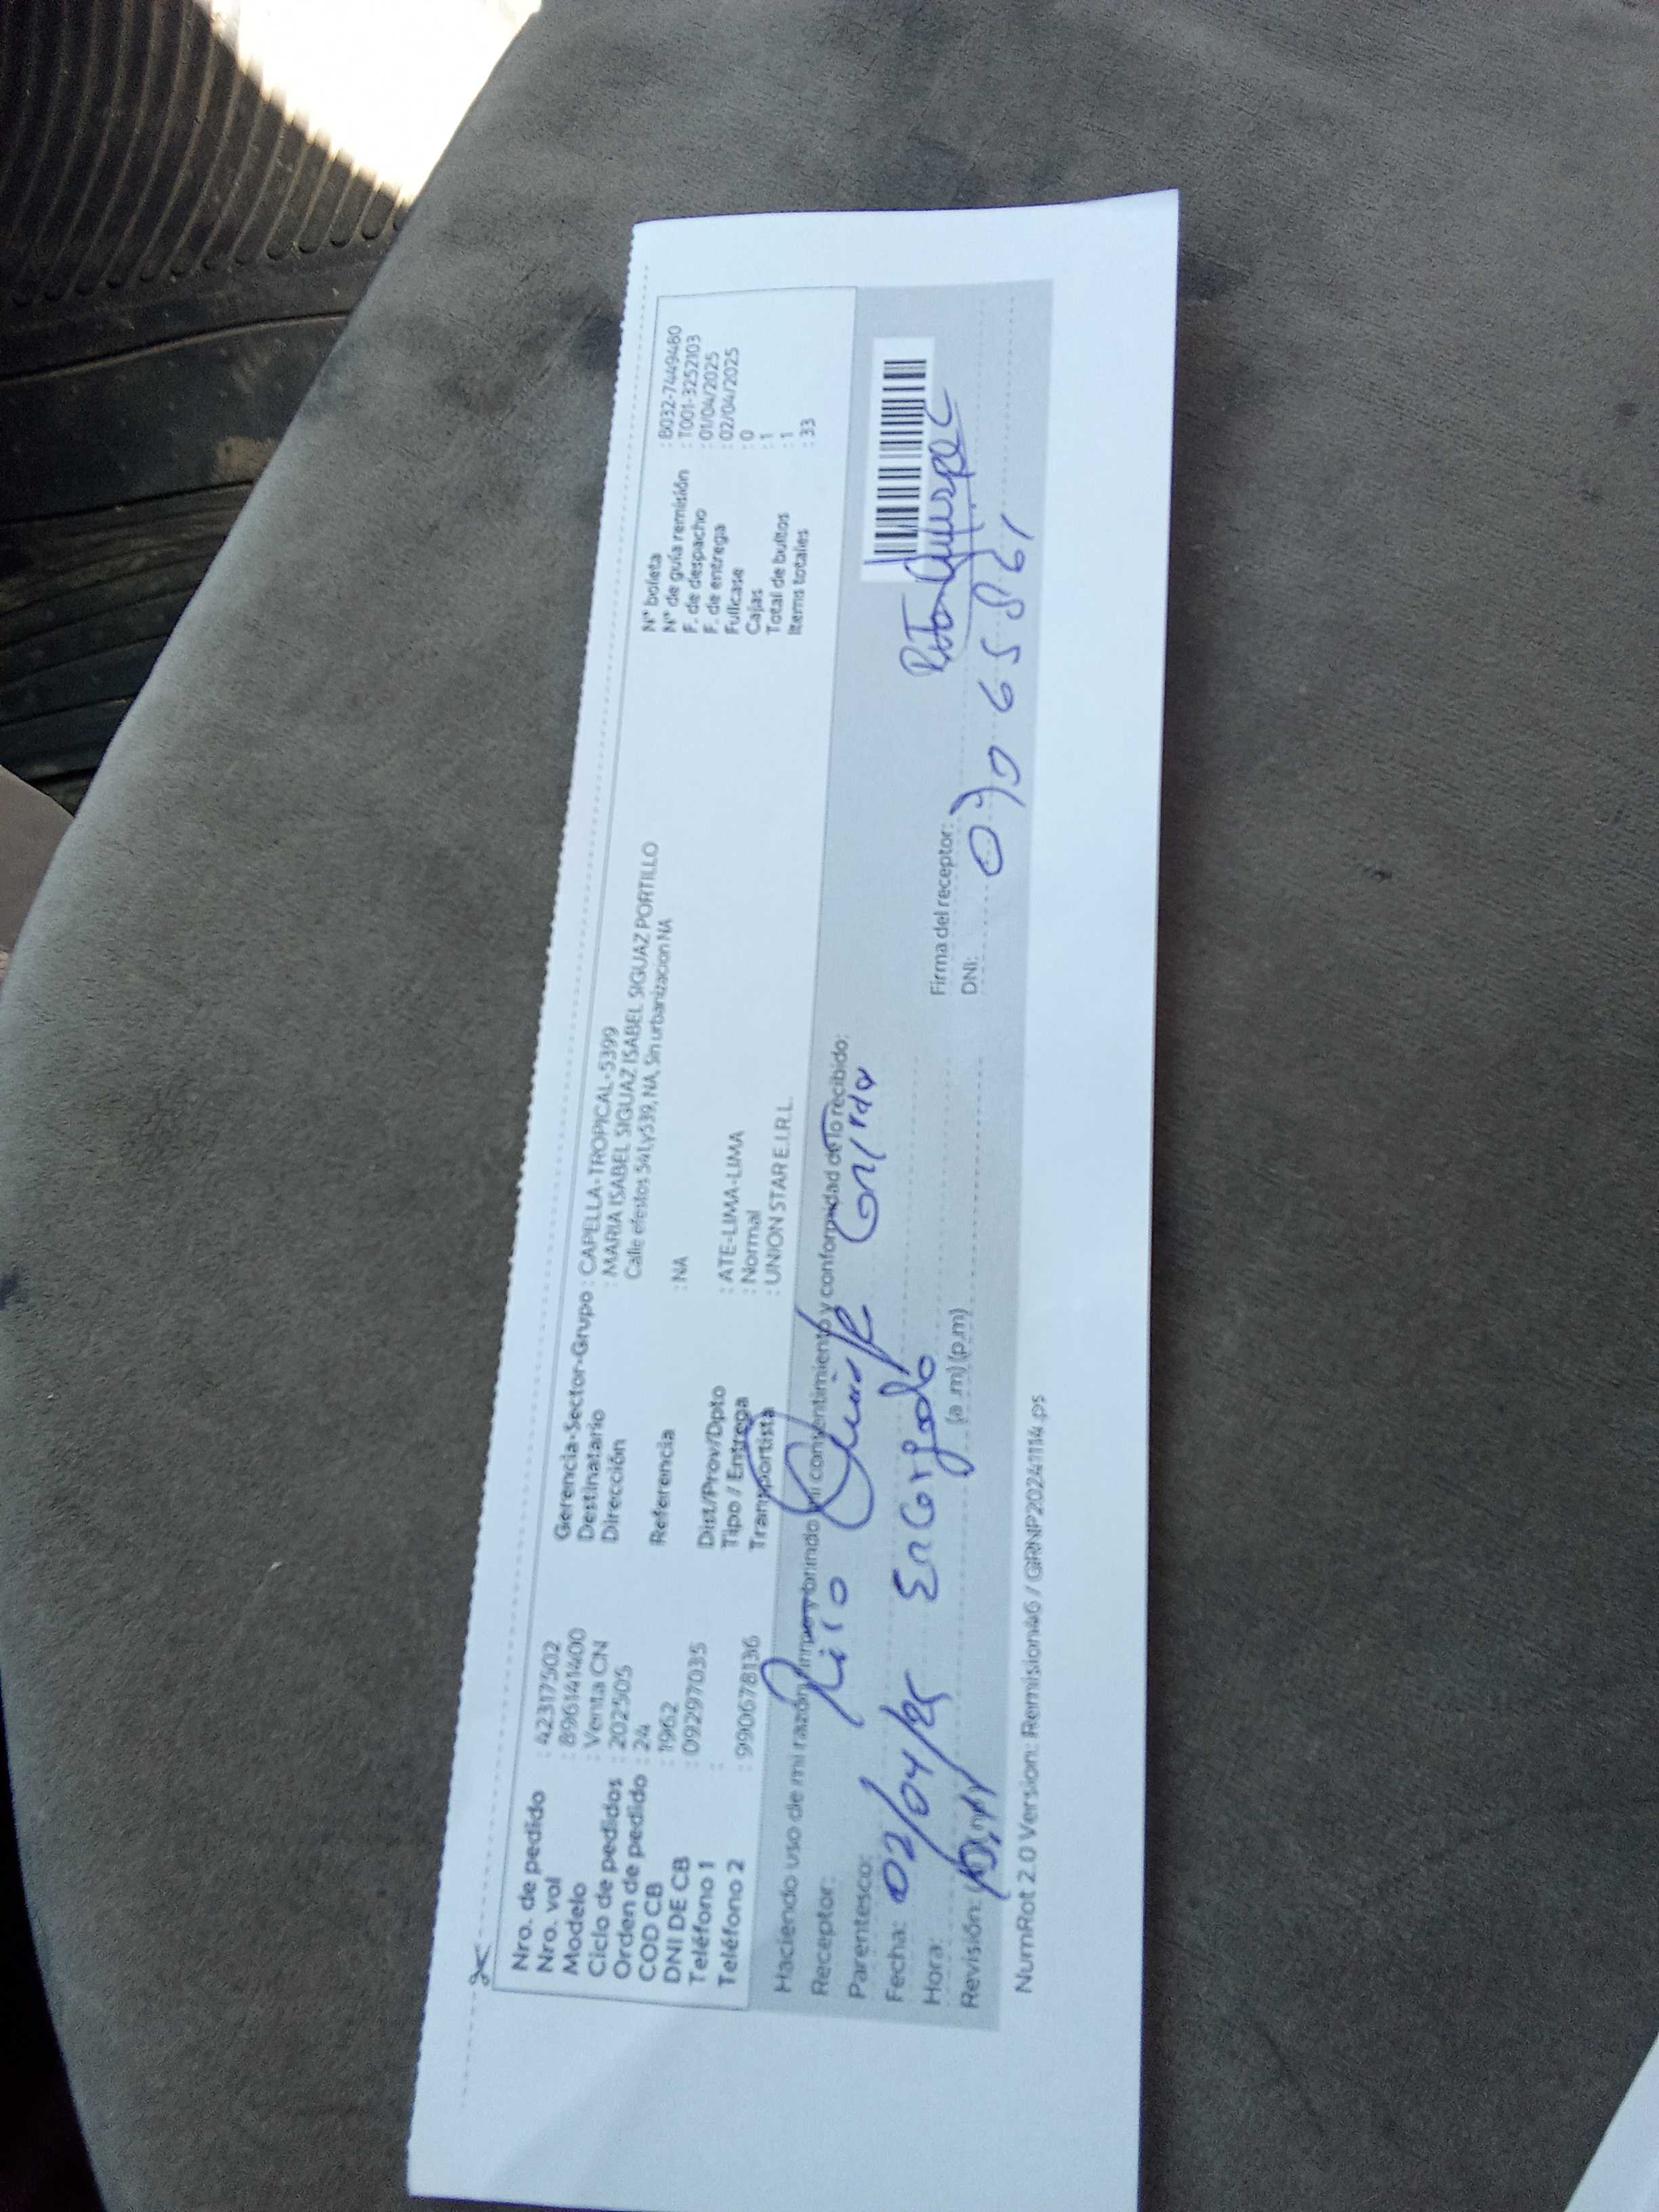 Nro. de pedido : 42317502
Nro. vol : 896141400
Modelo : Venta CN
Ciclo de pedidos : 202505
Orden de pedido : 24
COD CB : 1962
DNI DE CB : 09297035
Teléfono 1 :
Teléfono 2 : 990678136
Gerencia-Sector-Grupo : CAPELLA-TROPICAL-5399
Destinatario : MARIA ISABEL SIGUAZ ISABEL SIGUAZ PORTILLO
Dirección Calle efestos 54Ly539, NA, Sin urbanizacion NA
Referencia : NA
Dist/Prov/Dpto : ATE-LIMA-LIMA
Tipo / Entrega : Normal
Transportista : UNION STAR E.I.R.L.
N° boleta : B032-7449480
N° de guía remisión : T001-3252103
F. de despacho : 01/04/2025
F. de entrega : 02/04/2025
Fullcase : 0
Cajas : 1
Total de bultos : 1
Items totales : 33
Haciendo uso de mi razón mi consentimiento y conformidad de lo recibido:
Receptor:
Parentesco: Encargado
Fecha: 02/04/25
Hora: (a.m) (p.m)
Revisión:
Firma del receptor:
DNI:
NumRot 2.0 Version: Remision46 / GRNP20241114.ps